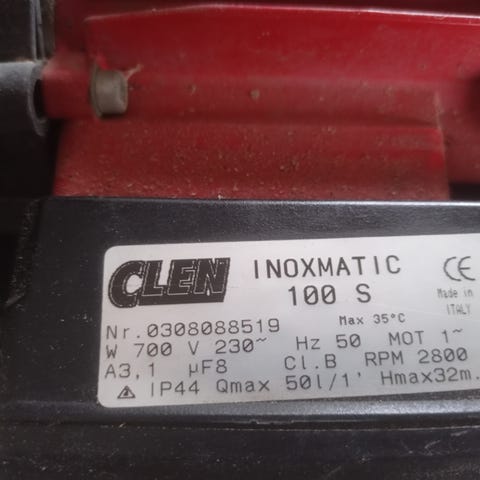 CLEN INOXMATIC CE
100 S Made in
ITALY
Max 35°C
Nr.0308088519
W 700 V 230~ Hz 50 MOT 1~
A3,1 µF8 Cl.B RPM 2800
IP44 Qmax 50l/1' Hmax32m.